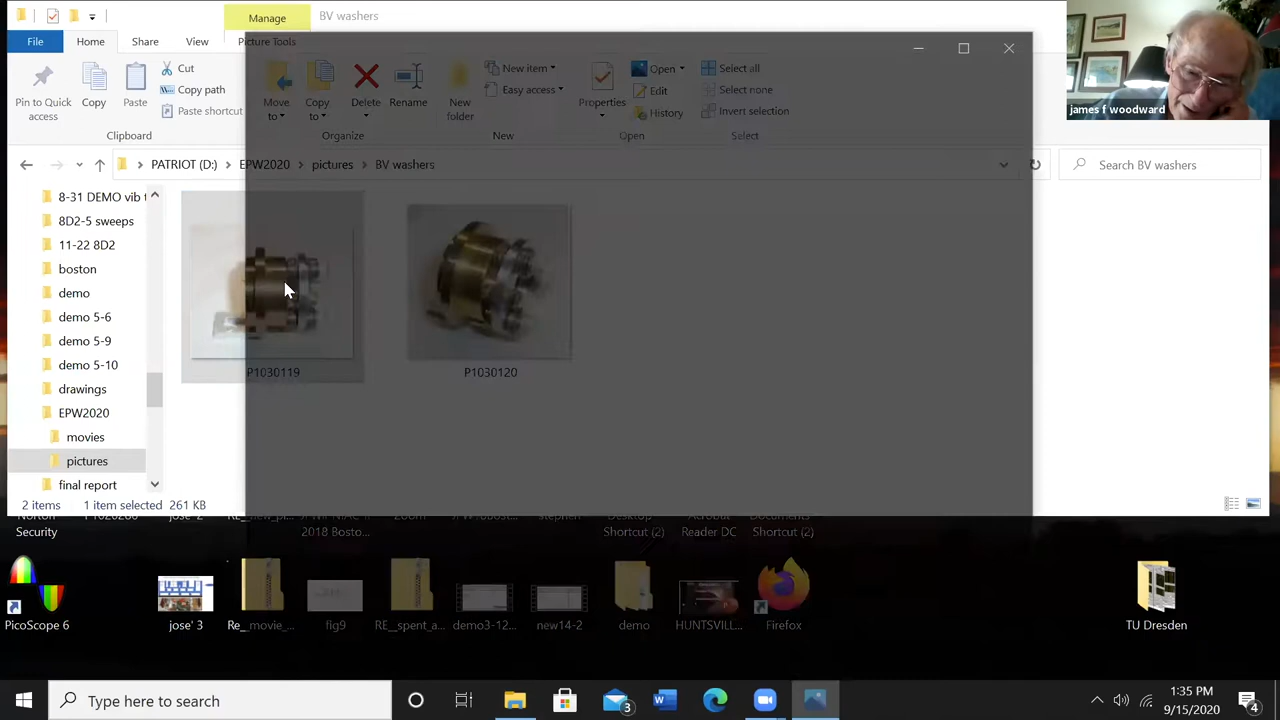 Manage
BV washers
File
Home
Share
View
Picture Tools
Pin to Quick
access
Copy
Paste
Cut
Copy path
Paste shortcut
Clipboard
Move
to
Copy
to
Delete
Rename
Organize
New
folder
New item
Easy access
New
Properties
Open
Edit
History
Open
Select all
Select none
Invert selection
Select
james f woodward
PATRIOT (D:)
EPW2020
pictures
BV washers
Search BV washers
8-31 DEMO vib t
8D2-5 sweeps
11-22 8D2
boston
demo
demo 5-6
demo 5-9
demo 5-10
drawings
EPW2020
movies
pictures
final report
P1030119
P1030120
2 items
1 item selected
261 KB
Security
2018 Bosto...
Shortcut (2)
Reader DC
Shortcut (2)
PicoScope 6
jose' 3
Re__movie_...
fig9
RE__spent_a...
demo3-12...
new14-2
demo
HUNTSVILL...
Firefox
TU Dresden
Type here to search
3
1:35 PM
9/15/2020
4